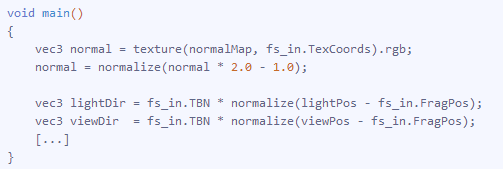 void main()
{
    vec3 normal = texture(normalMap, fs_in.TexCoords).rgb;
    normal = normalize(normal * 2.0 - 1.0);

    vec3 lightDir = fs_in.TBN * normalize(lightPos - fs_in.FragPos);
    vec3 viewDir  = fs_in.TBN * normalize(viewPos - fs_in.FragPos);
    [...]
}